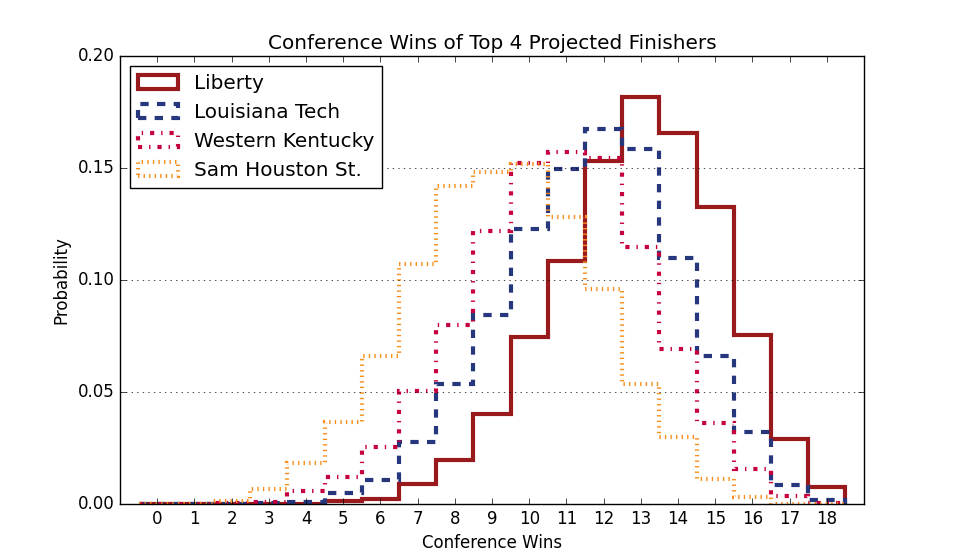 Conference Wins of Top 4 Projected Finishers
Liberty
Louisiana Tech
Western Kentucky
Sam Houston St.
0.20
0.15
0.10
0.05
0.00
Probability
0 1 2 3 4 5 6 7 8 9 10 11 12 13 14 15 16 17 18
Conference Wins